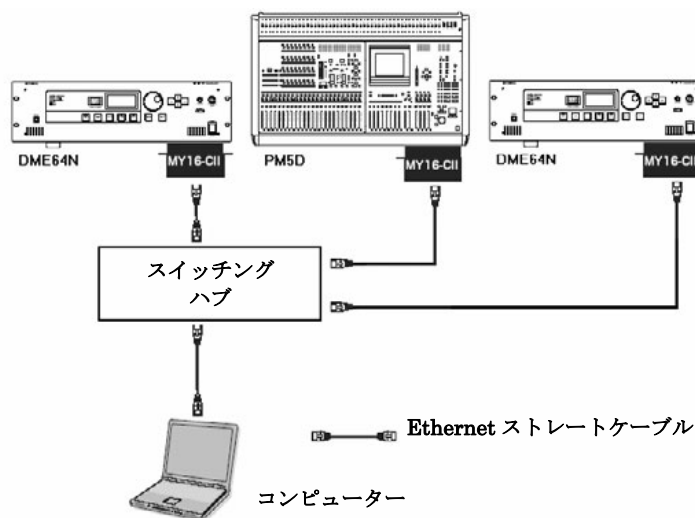 DME64N
MY16-CII
PM5D
MY16-CII
DME64N
MY16-CII
スイッチング
ハブ
Ethernet ストレートケーブル
コンピューター